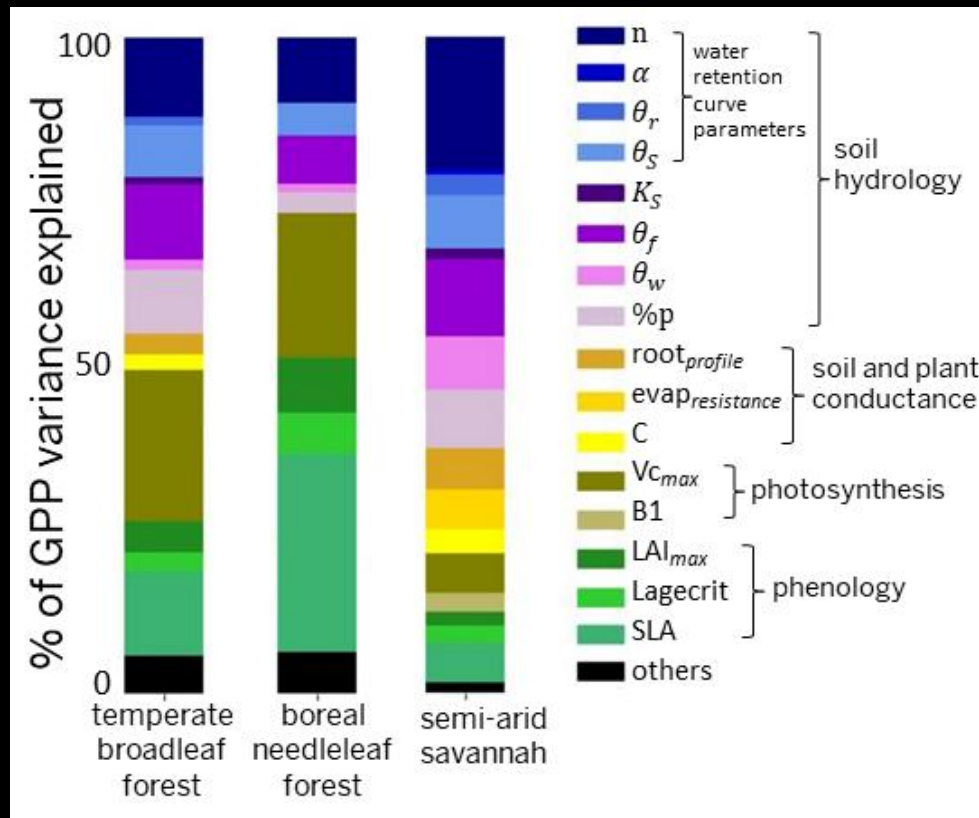 100
50
0
% of GPP variance explained
temperate
broadleaf
forest
boreal
needleleaf
forest
semi-arid
savannah
n
α
θr
θS
KS
θf
θw
%p
rootprofile
evapresistance
C
Vcmax
B1
LAImax
Lagecrit
SLA
others
water
retention
curve
parameters
soil
hydrology
soil and plant
conductance
photosynthesis
phenology